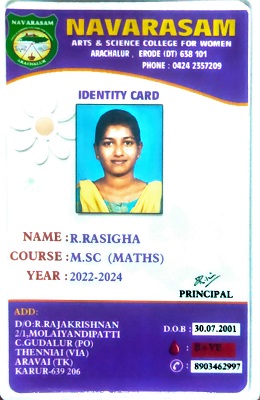 NAVARASAM
ARACHALUR
NAVARASAM
ARTS & SCIENCE COLLEGE FOR WOMEN
ARACHALUR , ERODE (DT) 638 101
PHONE : 0424 2357209
IDENTITY CARD
NAME : R.RASIGHA
COURSE : M.SC (MATHS)
YEAR : 2022-2024
PRINCIPAL
ADD:
D/O:R.RAJAKRISHNAN
2/1,MOLAIYANDIPATTI
C.GUDALUR (PO)
THENNIAI (VIA)
ARAVAI (TK)
KARUR-639 206
D.O.B : 30.07.2001
: 8903462997